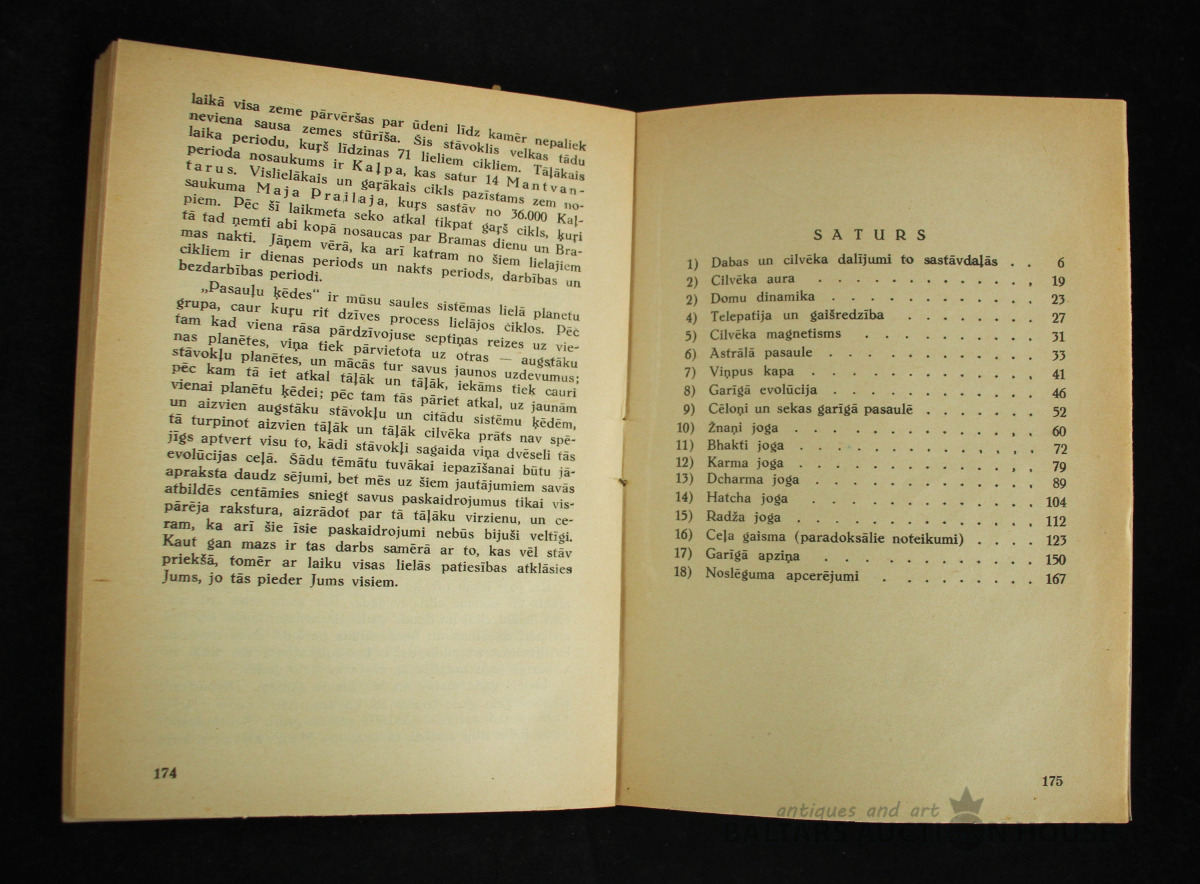 laikā visa zeme pārvēršas par ūdeni līdz kamēr nepaliek
neviena sausa zemes stūrīša. Šis stāvoklis velkas tādu
laika periodu, kuŗš līdzinas 71 lieliem cikliem. Tāļākais
perioda nosaukums ir Kaļpa, kas satur 14 Mantvan-
tarus. Vislielākais un gaŗākais cikls pazīstams zem no-
saukuma Maja Prailaja, kuŗs sastāv no 36.000 Kaļ-
piem. Pēc šī laikmeta seko atkal tikpat gaŗš cikls, kuŗi
tā tad ņemti abi kopā nosaucas par Bramas dienu un Bra-
mas nakti. Jāņem vērā, ka arī katram no šiem lielajiem
cikliem ir dienas periods un nakts periods, darbības un
bezdarbības periodi.
„Pasauļu ķēdes“ ir mūsu saules sistēmas lielā planetu
grupa, caur kuŗu rit dzīves process lielājos ciklos. Pēc
tam kad viena rāsa pārdzīvojuse septiņas reizes uz vie-
nas planētes, viņa tiek pārvietota uz otras — augstāku
stāvokļu planētes, un mācās tur savus jaunos uzdevumus;
pēc kam tā iet atkal tāļāk un tāļāk, iekāms tiek cauri
vienai planētu ķēdei; pēc tam tās pāriet atkal, uz jaunām
un aizvien augstāku stāvokļu un citādu sistēmu ķēdēm,
tā turpinot aizvien tāļāk un tāļāk cilvēka prāts nav spē-
jīgs aptvert visu to, kādi stāvokļi sagaida viņa dvēseli tās
evolūcijas ceļā. Šādu tēmātu tuvākai iepazīšanai būtu jā-
apraksta daudz sējumi, bet mēs uz šiem jautājumiem savās
atbildēs centāmies sniegt savus paskaidrojumus tikai vis-
pārēja rakstura, aizrādot par tā tāļāku virzienu, un ce-
ram, ka arī šie īsie paskaidrojumi nebūs bijuši veltīgi.
Kaut gan mazs ir tas darbs samērā ar to, kas vēl stāv
priekšā, tomēr ar laiku visas lielās patiesības atklāsies
Jums, jo tās pieder Jums visiem.
174
SATURS
1) Dabas un cilvēka dalījumi to sastāvdaļās . . 6
2) Cilvēka aura . . . . . . . . . . . . 19
2) Domu dinamika . . . . . . . . . . . 23
4) Telepatija un gaišredzība . . . . . . . 27
5) Cilvēka magnetisms . . . . . . . . . 31
6) Astrālā pasaule . . . . . . . . . . . 33
7) Viņpus kapa . . . . . . . . . . . . 41
8) Garīgā evolūcija . . . . . . . . . . . 46
9) Cēloņi un sekas garīgā pasaulē . . . . . . 52
10) Žnaņi joga . . . . . . . . . . . . . 60
11) Bhakti joga . . . . . . . . . . . . 72
12) Karma joga . . . . . . . . . . . . 79
13) Dcharma joga . . . . . . . . . . . . 89
14) Hatcha joga . . . . . . . . . . . . 104
15) Radža joga . . . . . . . . . . . . 112
16) Ceļa gaisma (paradoksālie noteikumi) . . . . 123
17) Garīgā apziņa . . . . . . . . . . . 150
18) Noslēguma apcerējumi . . . . . . . . . 167
175
antiques and art
BALTARS AUCTION HOUSE